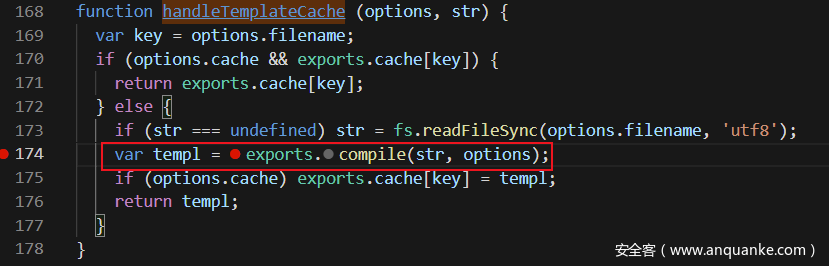 168 function handleTemplateCache (options, str) {
169 var key = options.filename;
170 if (options.cache && exports.cache[key]) {
171 return exports.cache[key];
172 } else {
173 if (str === undefined) str = fs.readFileSync(options.filename, 'utf8');
174 var templ = exports.compile(str, options);
175 if (options.cache) exports.cache[key] = templ;
176 return templ;
177 }
178 }
安全客（www.anquanke.com）